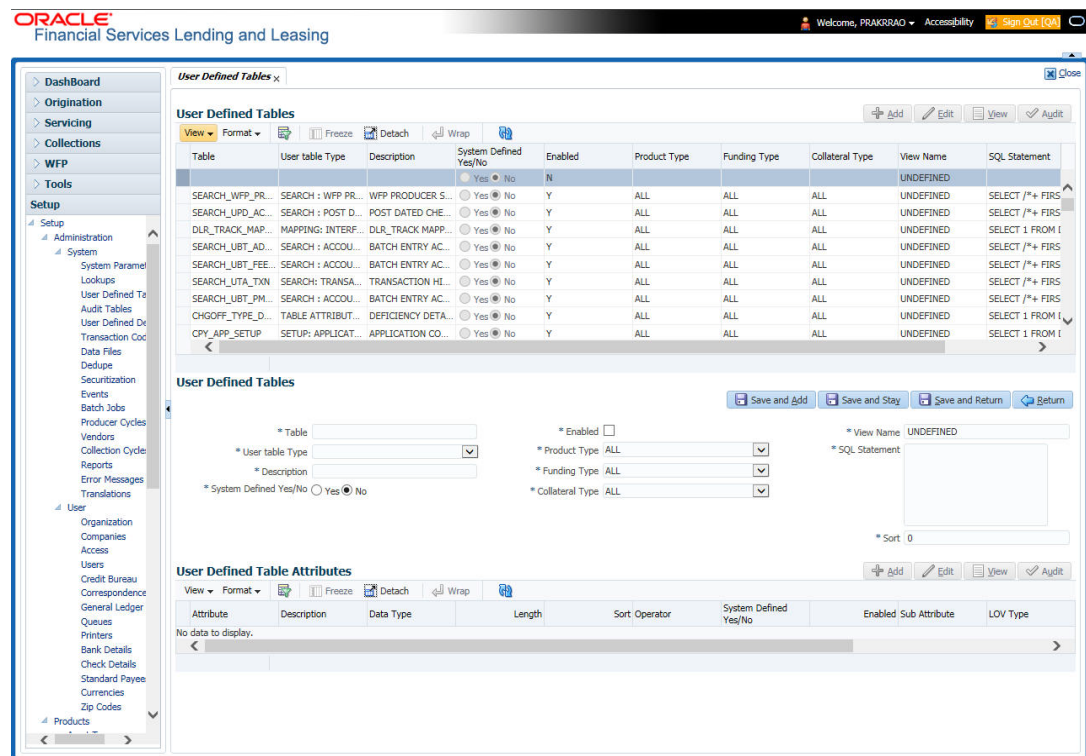 ORACLE
Financial Services Lending and Leasing
Welcome, PRAKRRAO Accessibility Sign Out [QA]
DashBoard
Origination
Servicing
Collections
WFP
Tools
Setup
Setup
Administration
System
System Paramet
Lookups
User Defined Ta
Audit Tables
User Defined De
Transaction Cod
Data Files
Dedupe
Securitization
Events
Batch Jobs
Producer Cycles
Vendors
Collection Cycle
Reports
Error Messages
Translations
User
Organization
Companies
Access
Users
Credit Bureau
Correspondence
General Ledger
Queues
Printers
Bank Details
Check Details
Standard Payee
Currencies
Zip Codes
Products
User Defined Tables
Close
User Defined Tables
Add Edit View Audit
View Format Freeze Detach Wrap
Table User table Type Description System Defined Yes/No Enabled Product Type Funding Type Collateral Type View Name SQL Statement
Yes No N UNDEFINED
SEARCH_WFP_PR... SEARCH : WFP PR... WFP PRODUCER S... Yes No Y ALL ALL ALL UNDEFINED SELECT /*+ FIRS
SEARCH_UPD_AC... SEARCH : POST D... POST DATED CHE... Yes No Y ALL ALL ALL UNDEFINED SELECT /*+ FIRS
DLR_TRACK_MAP... MAPPING: INTERF... DLR_TRACK MAPP... Yes No Y ALL ALL ALL UNDEFINED SELECT 1 FROM D
SEARCH_UBT_AD... SEARCH : ACCOU... BATCH ENTRY AC... Yes No Y ALL ALL ALL UNDEFINED SELECT /*+ FIRS
SEARCH_UBT_FEE... SEARCH : ACCOU... BATCH ENTRY AC... Yes No Y ALL ALL ALL UNDEFINED SELECT /*+ FIRS
SEARCH_UTA_TXN SEARCH: TRANSA... TRANSACTION HI... Yes No Y ALL ALL ALL UNDEFINED SELECT /*+ FIRS
SEARCH_UBT_PM... SEARCH : ACCOU... BATCH ENTRY AC... Yes No Y ALL ALL ALL UNDEFINED SELECT /*+ FIRS
CHGOFF_TYPE_D... TABLE ATTRIBUT... DEFICIENCY DETA... Yes No Y ALL ALL ALL UNDEFINED SELECT 1 FROM D
CPY_APP_SETUP SETUP: APPLICAT... APPLICATION CO... Yes No Y ALL ALL ALL UNDEFINED SELECT 1 FROM D
User Defined Tables
Save and Add Save and Stay Save and Return Return
* Table
* User table Type
* Description
* System Defined Yes/No Yes No
* Enabled
* Product Type ALL
* Funding Type ALL
* Collateral Type ALL
* View Name UNDEFINED
* SQL Statement
* Sort 0
User Defined Table Attributes
Add Edit View Audit
View Format Freeze Detach Wrap
Attribute Description Data Type Length Sort Operator System Defined Yes/No Enabled Sub Attribute LOV Type
No data to display.